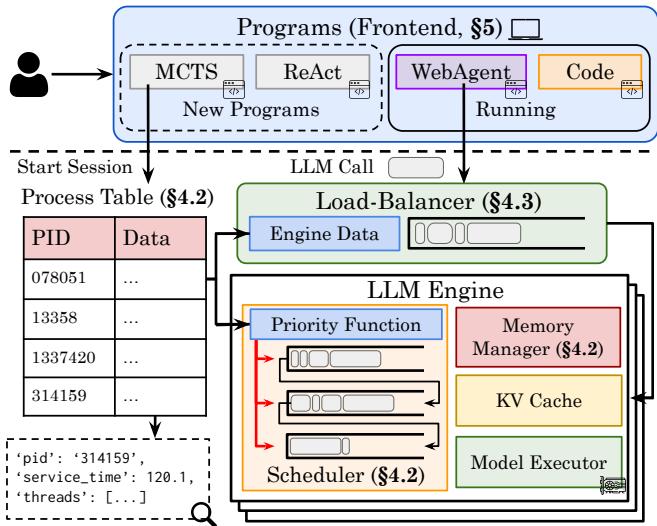 Programs (Frontend, §5)
MCTS
ReAct
New Programs
WebAgent
Code
Running
Start Session
LLM Call
Process Table (§4.2)
PID Data
078051 ...
13358 ...
1337420 ...
314159 ...
'pid': '314159',
'service_time': 120.1,
'threads': [...]
Load-Balancer (§4.3)
Engine Data
LLM Engine
Priority Function
Scheduler (§4.2)
Memory
Manager (§4.2)
KV Cache
Model Executor